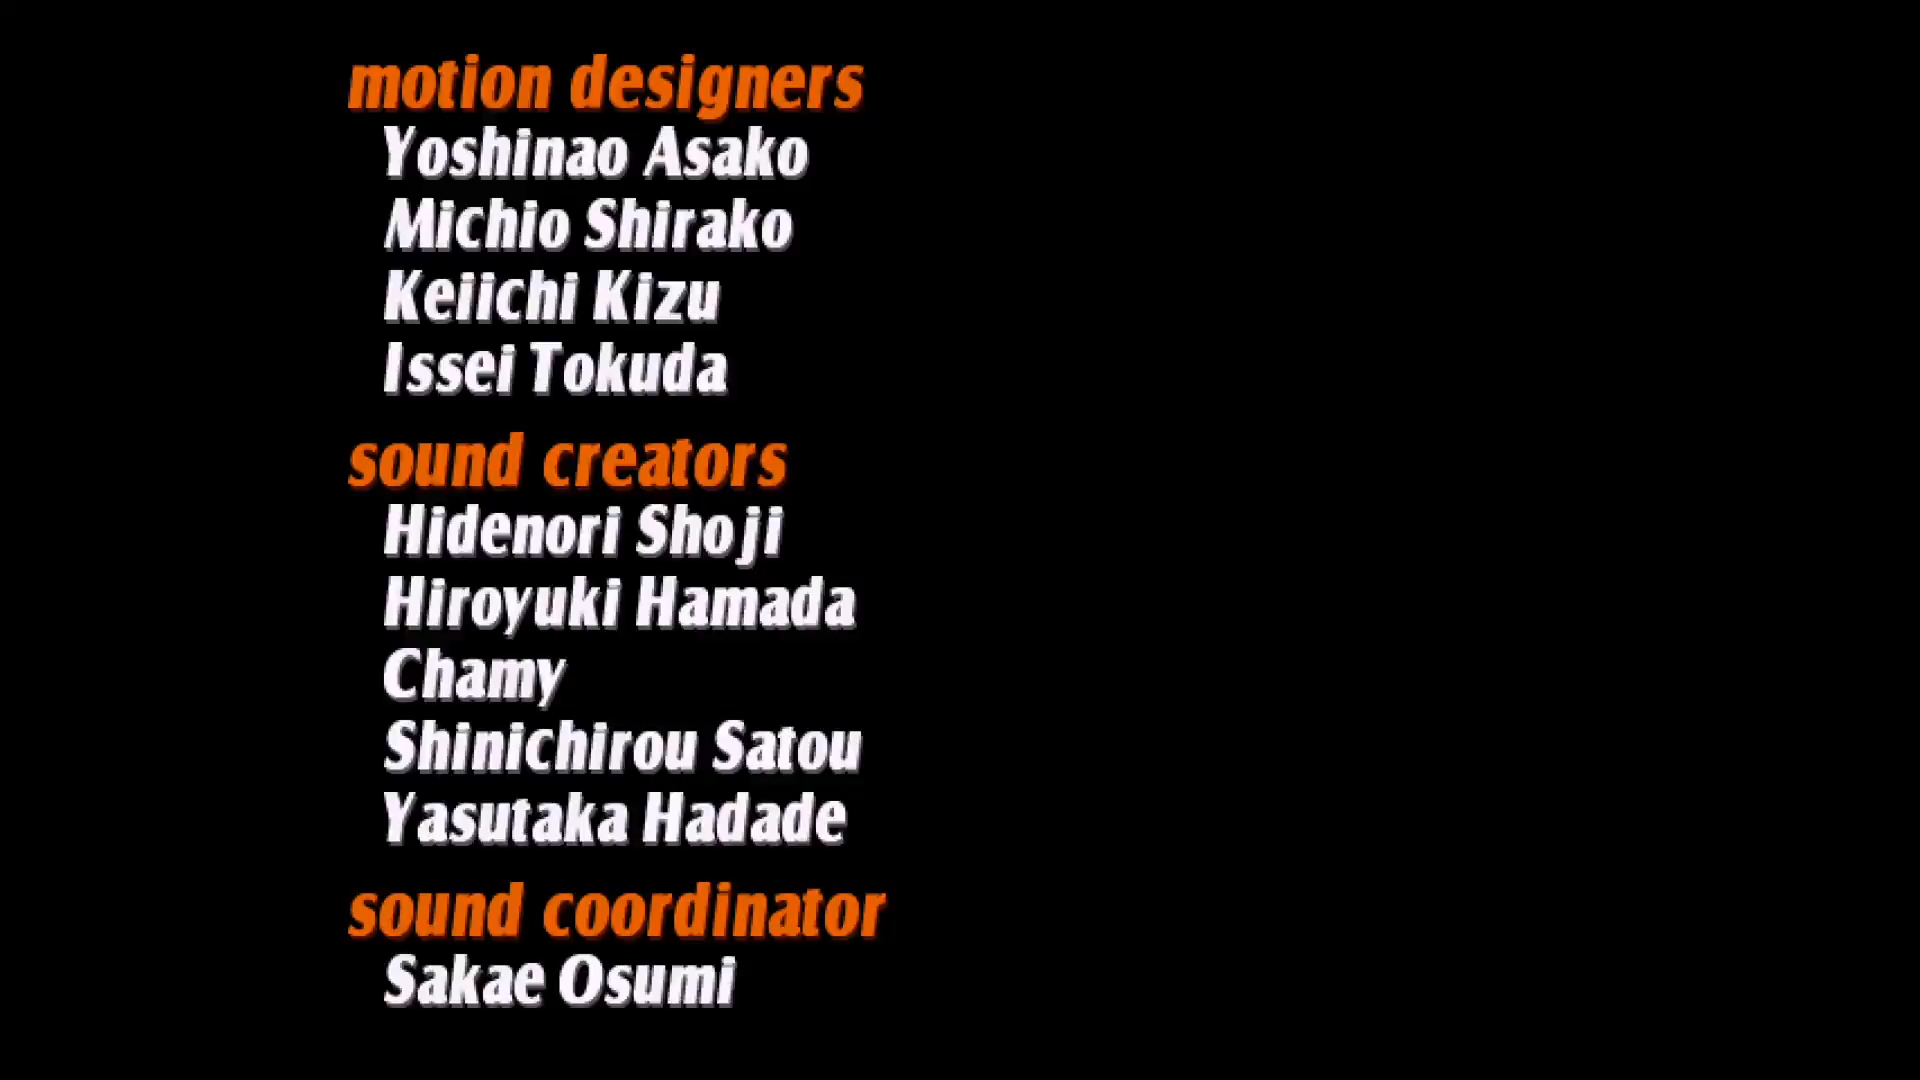 motion designers
Yoshinao Asako
Michio Shirako
Keiichi Kizu
Issei Tokuda
sound creators
Hidenori Shoji
Hiroyuki Hamada
Chamy
Shinichirou Satou
Yasutaka Hadade
sound coordinator
Sakae Osumi